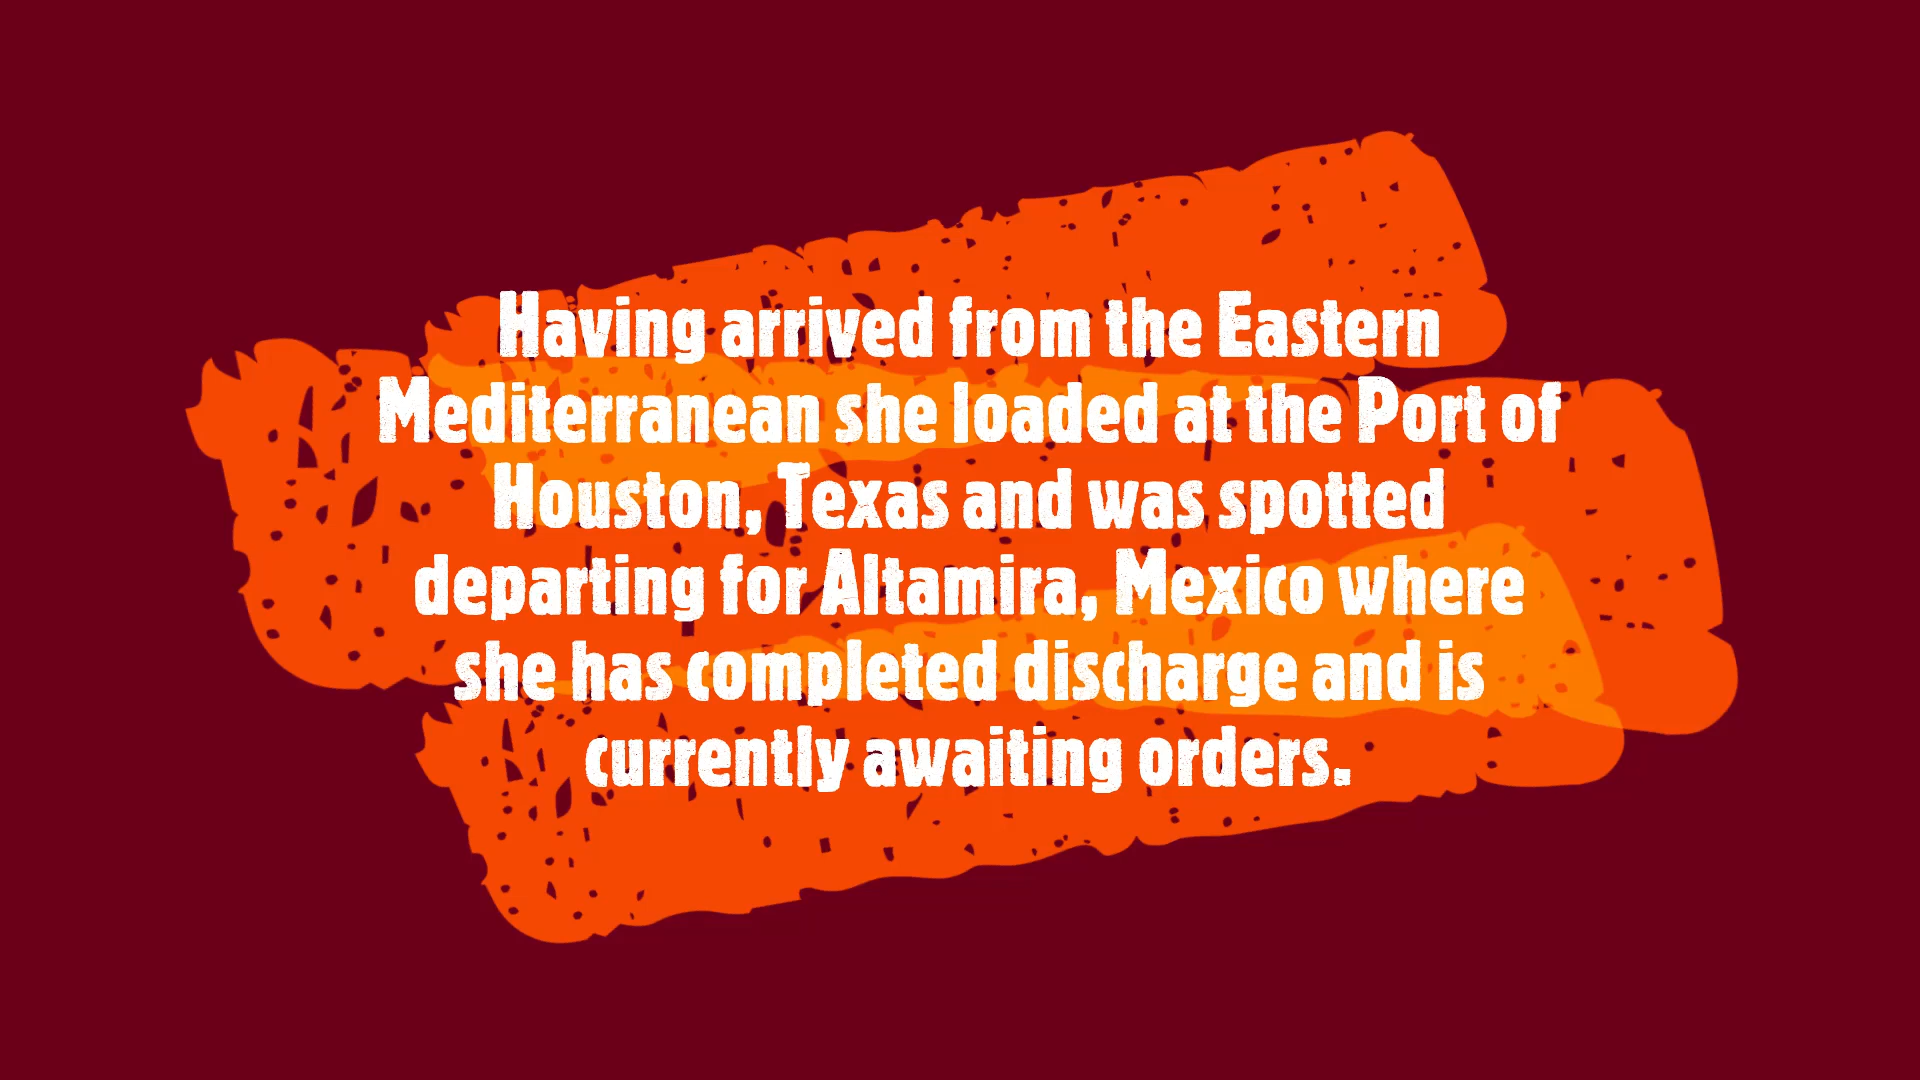 Having arrived from the Eastern
Mediterranean she loaded at the Port of
Houston, Texas and was spotted
departing for Altamira, Mexico where
she has completed discharge and is
currently awaiting orders.